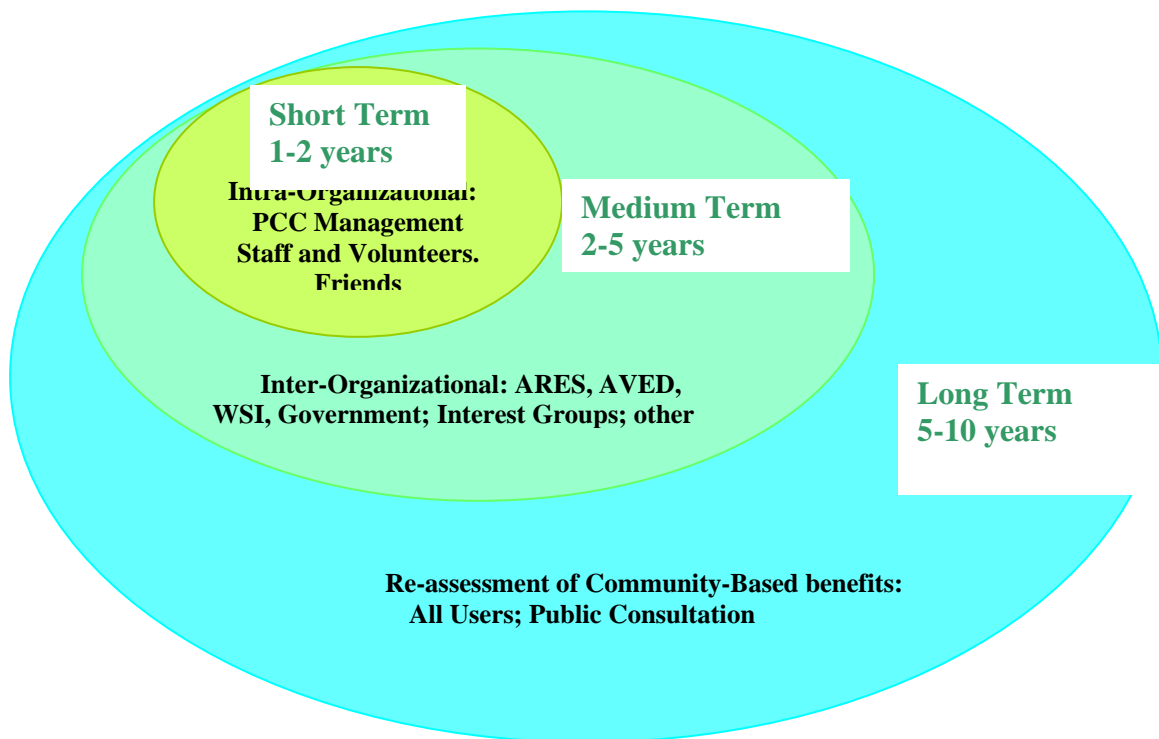 Short Term
1-2 years
Intra-Organizational:
PCC Management
Staff and Volunteers.
Friends
Medium Term
2-5 years
Inter-Organizational: ARES, AVED,
WSI, Government; Interest Groups; other
Long Term
5-10 years
Re-assessment of Community-Based benefits:
All Users; Public Consultation